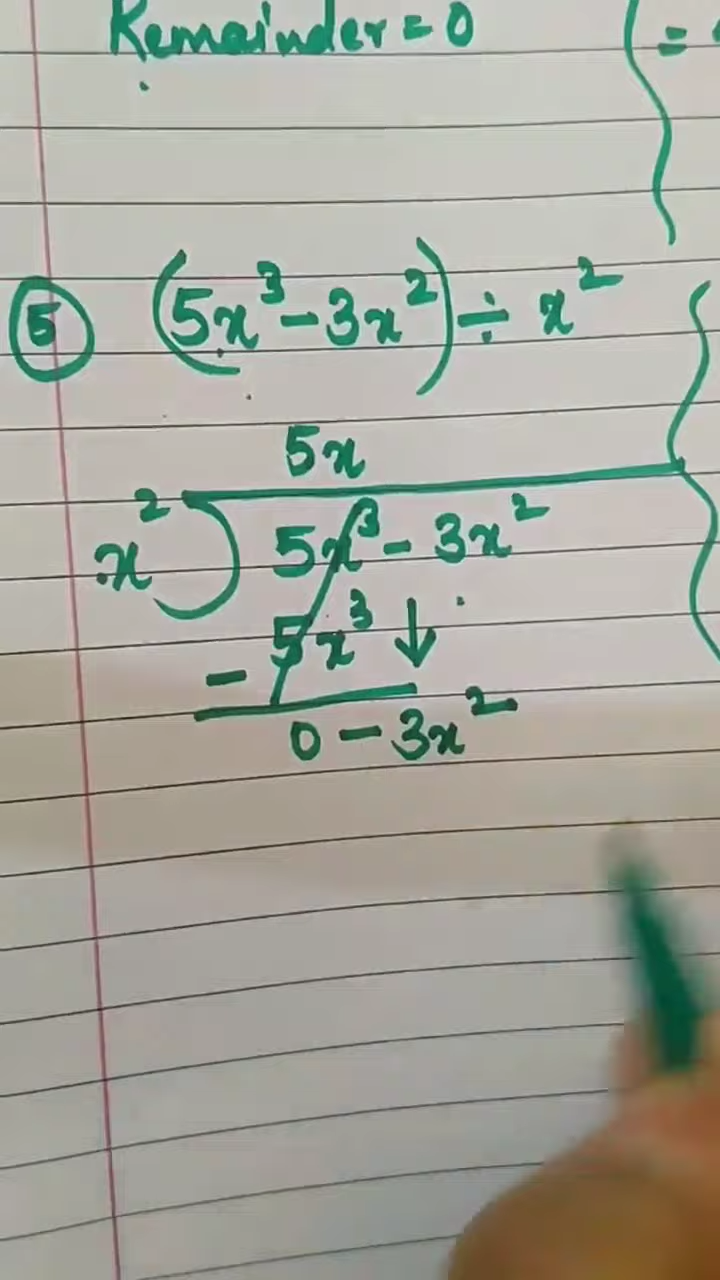 Remainder = 0
=
5 (5x³ - 3x²) ÷ x²
5x
x² ) 5x³ - 3x²
- 5x³ ↓
0 - 3x²